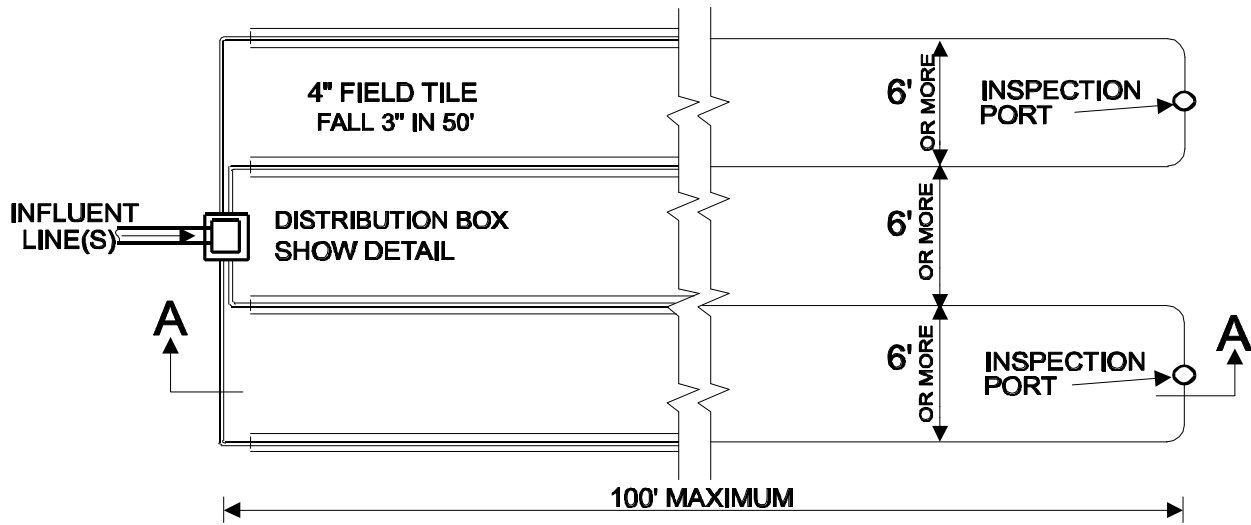 4" FIELD TILE
FALL 3" IN 50'
6'
OR MORE
INSPECTION
PORT
INFLUENT
LINE(S)
DISTRIBUTION BOX
SHOW DETAIL
6'
OR MORE
A
6'
OR MORE
INSPECTION
PORT
A
100' MAXIMUM